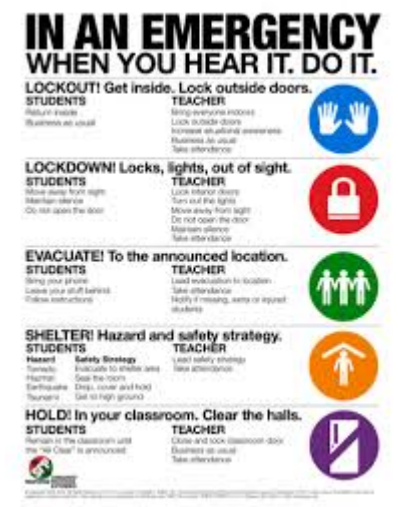 IN AN EMERGENCY
WHEN YOU HEAR IT. DO IT.
LOCKOUT! Get inside. Lock outside doors.
STUDENTS
Return inside
Business as usual
TEACHER
Bring everyone indoors
Lock outside doors
Increase situational awareness
Business as usual
Take attendance
LOCKDOWN! Locks, lights, out of sight.
STUDENTS
Move away from sight
Maintain silence
Do not open the door
TEACHER
Lock interior doors
Turn out the lights
Move away from sight
Do not open the door
Maintain silence
Take attendance
EVACUATE! To the announced location.
STUDENTS
Bring your phone
Leave your stuff behind
Follow instructions
TEACHER
Lead evacuation to location
Take attendance
Notify if missing, extra or injured
students
SHELTER! Hazard and safety strategy.
STUDENTS
Hazard Safety Strategy
Tornado Evacuate to shelter area
Hazmat Seal the room
Earthquake Drop, cover and hold
Tsunami Get to high ground
TEACHER
Lead safety strategy
Take attendance
HOLD! In your classroom. Clear the halls.
STUDENTS
Remain in the classroom until
the "All Clear" is announced
TEACHER
Close and lock classroom door
Business as usual
Take attendance